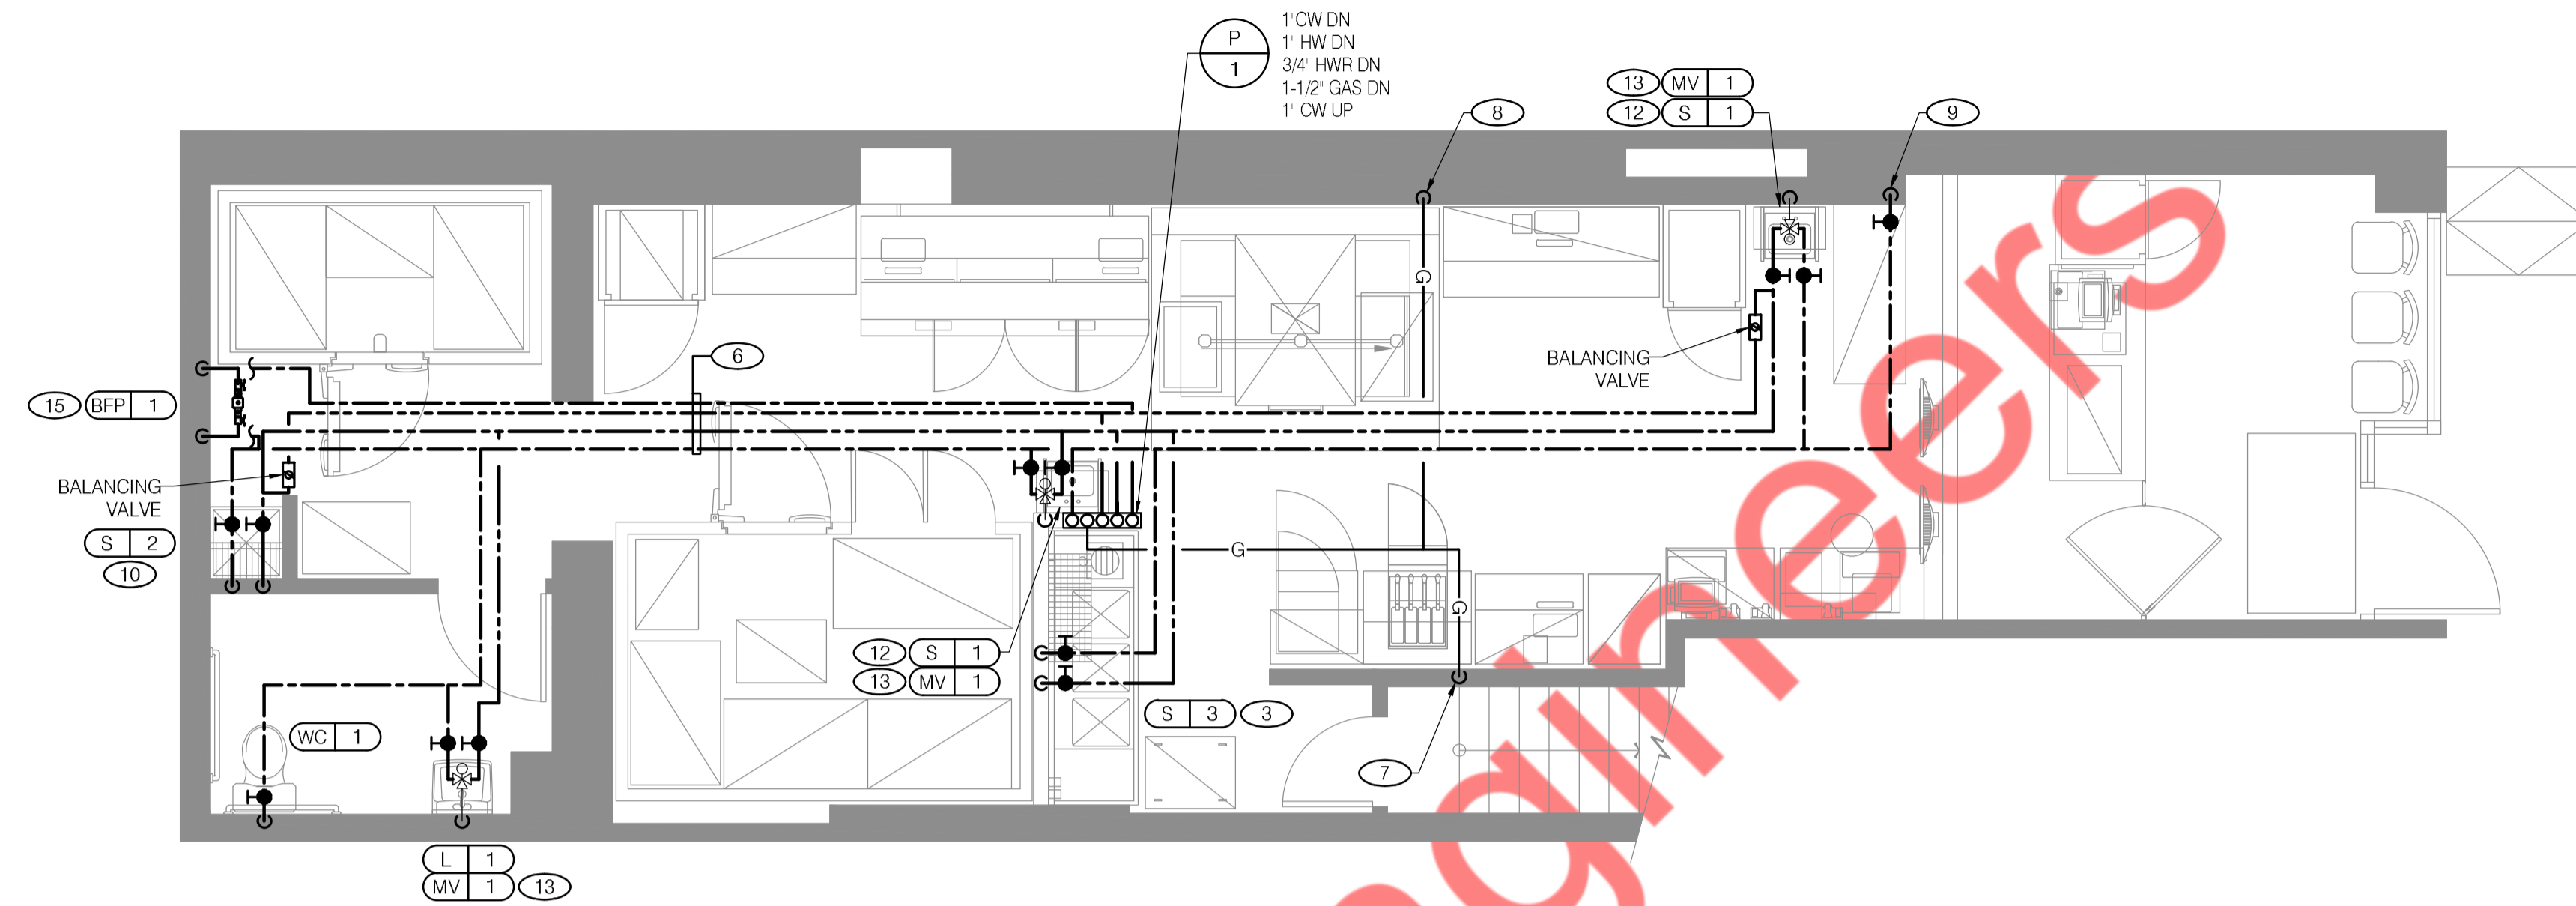 P
1
1"CW DN
1" HW DN
3/4" HWR DN
1-1/2" GAS DN
1" CW UP
8
13 MV 1
12 S 1
9
G
6
BALANCING
VALVE
15 BFP 1
BALANCING
VALVE
S 2
10
G
G
12 S 1
13 MV 1
S 3 3
WC 1
7
L 1
MV 1 13
ngineers